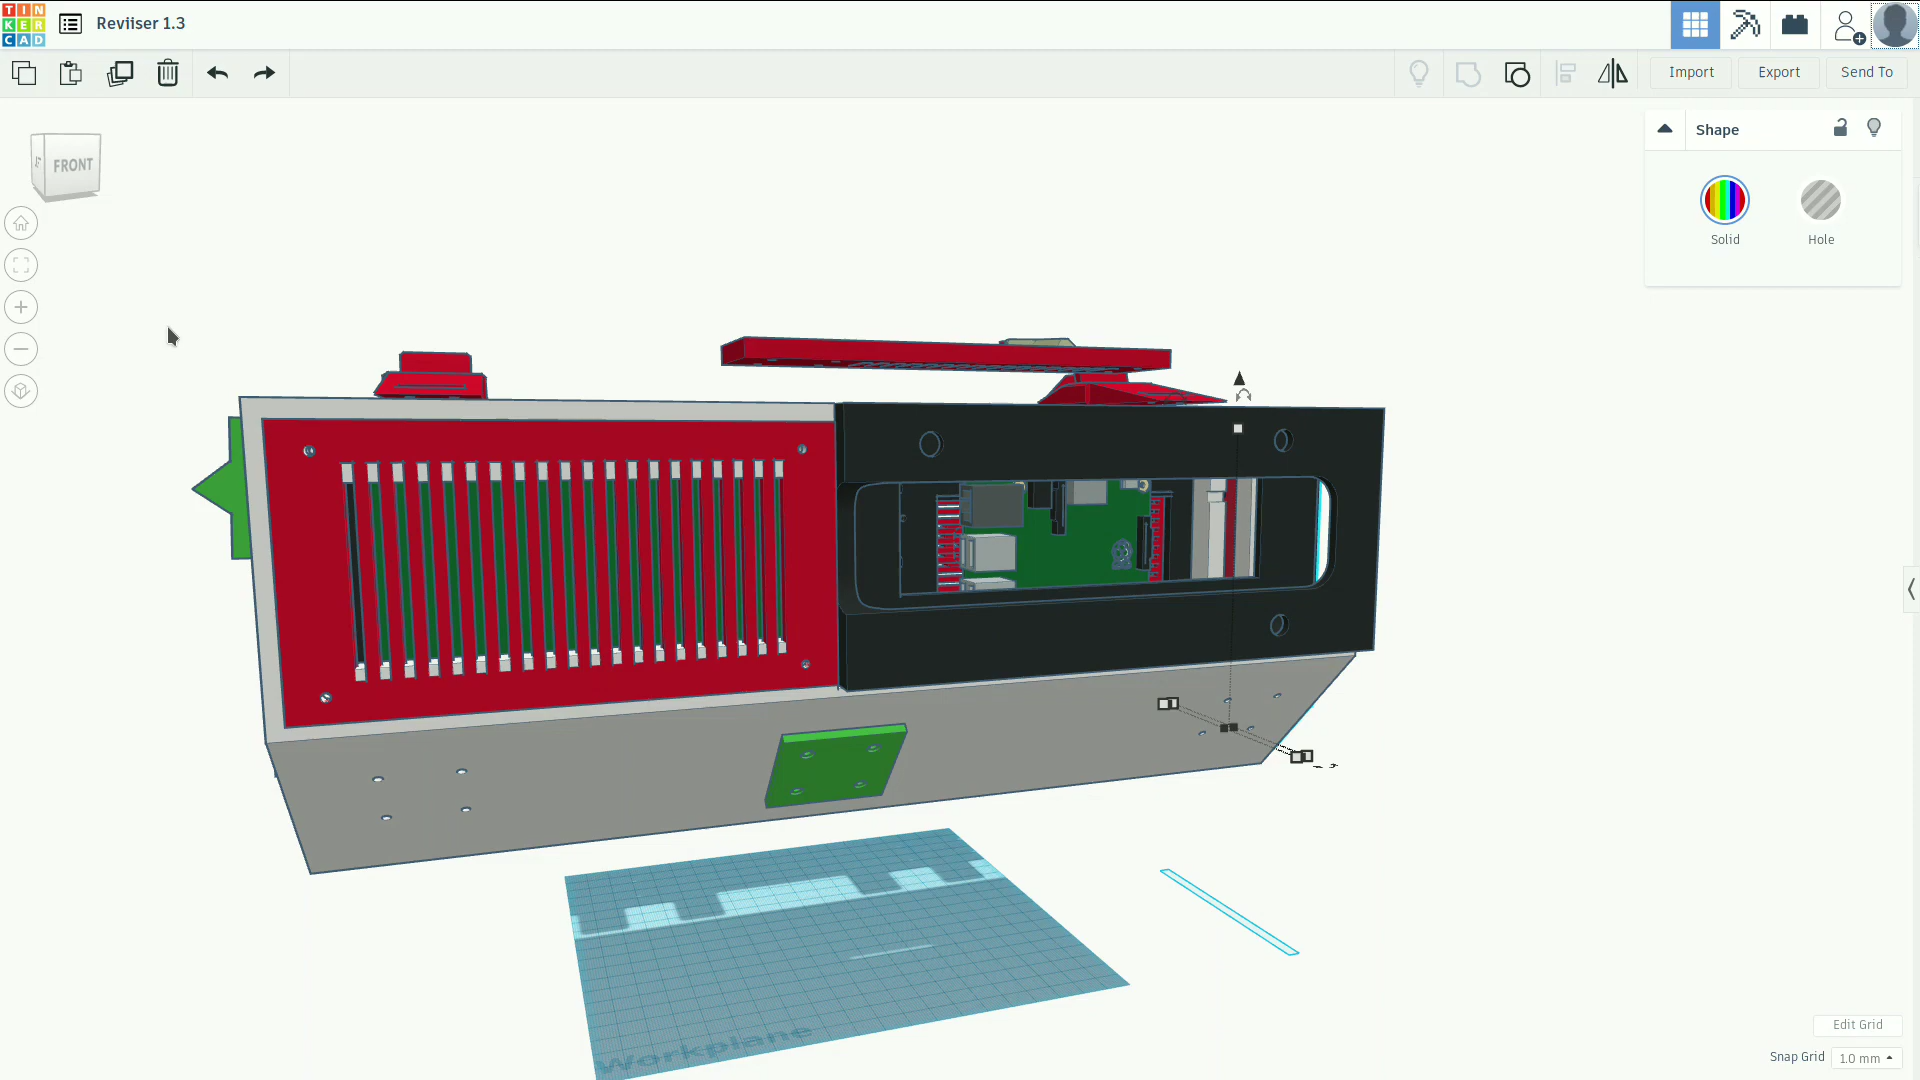 TIN
KER
CAD
Reviiser 1.3
Import
Export
Send To
FRONT
Shape
Solid
Hole
Workplane
Edit Grid
Snap Grid
1.0 mm